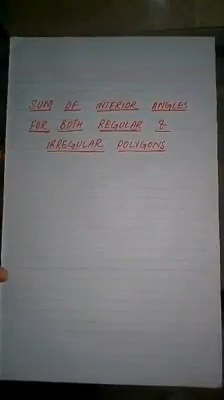 SUM OF INTERIOR ANGLES
FOR BOTH REGULAR &
IRREGULAR POLYGONS